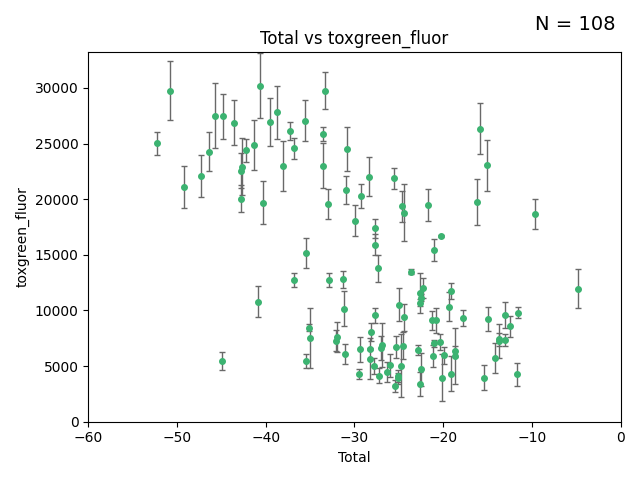 N = 108
Total vs toxgreen_fluor
toxgreen_fluor
30000
25000
20000
15000
10000
5000
0
−60 −50 −40 −30 −20 −10 0
Total